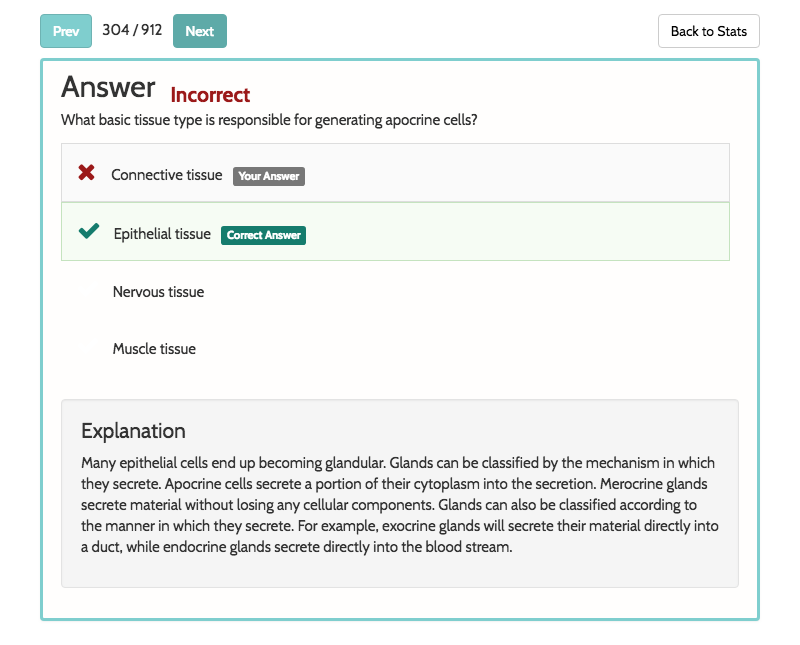 Prev 304 / 912 Next Back to Stats
Answer Incorrect
What basic tissue type is responsible for generating apocrine cells?
Connective tissue Your Answer
Epithelial tissue Correct Answer
Nervous tissue
Muscle tissue
Explanation
Many epithelial cells end up becoming glandular. Glands can be classified by the mechanism in which
they secrete. Apocrine cells secrete a portion of their cytoplasm into the secretion. Merocrine glands
secrete material without losing any cellular components. Glands can also be classified according to
the manner in which they secrete. For example, exocrine glands will secrete their material directly into
a duct, while endocrine glands secrete directly into the blood stream.